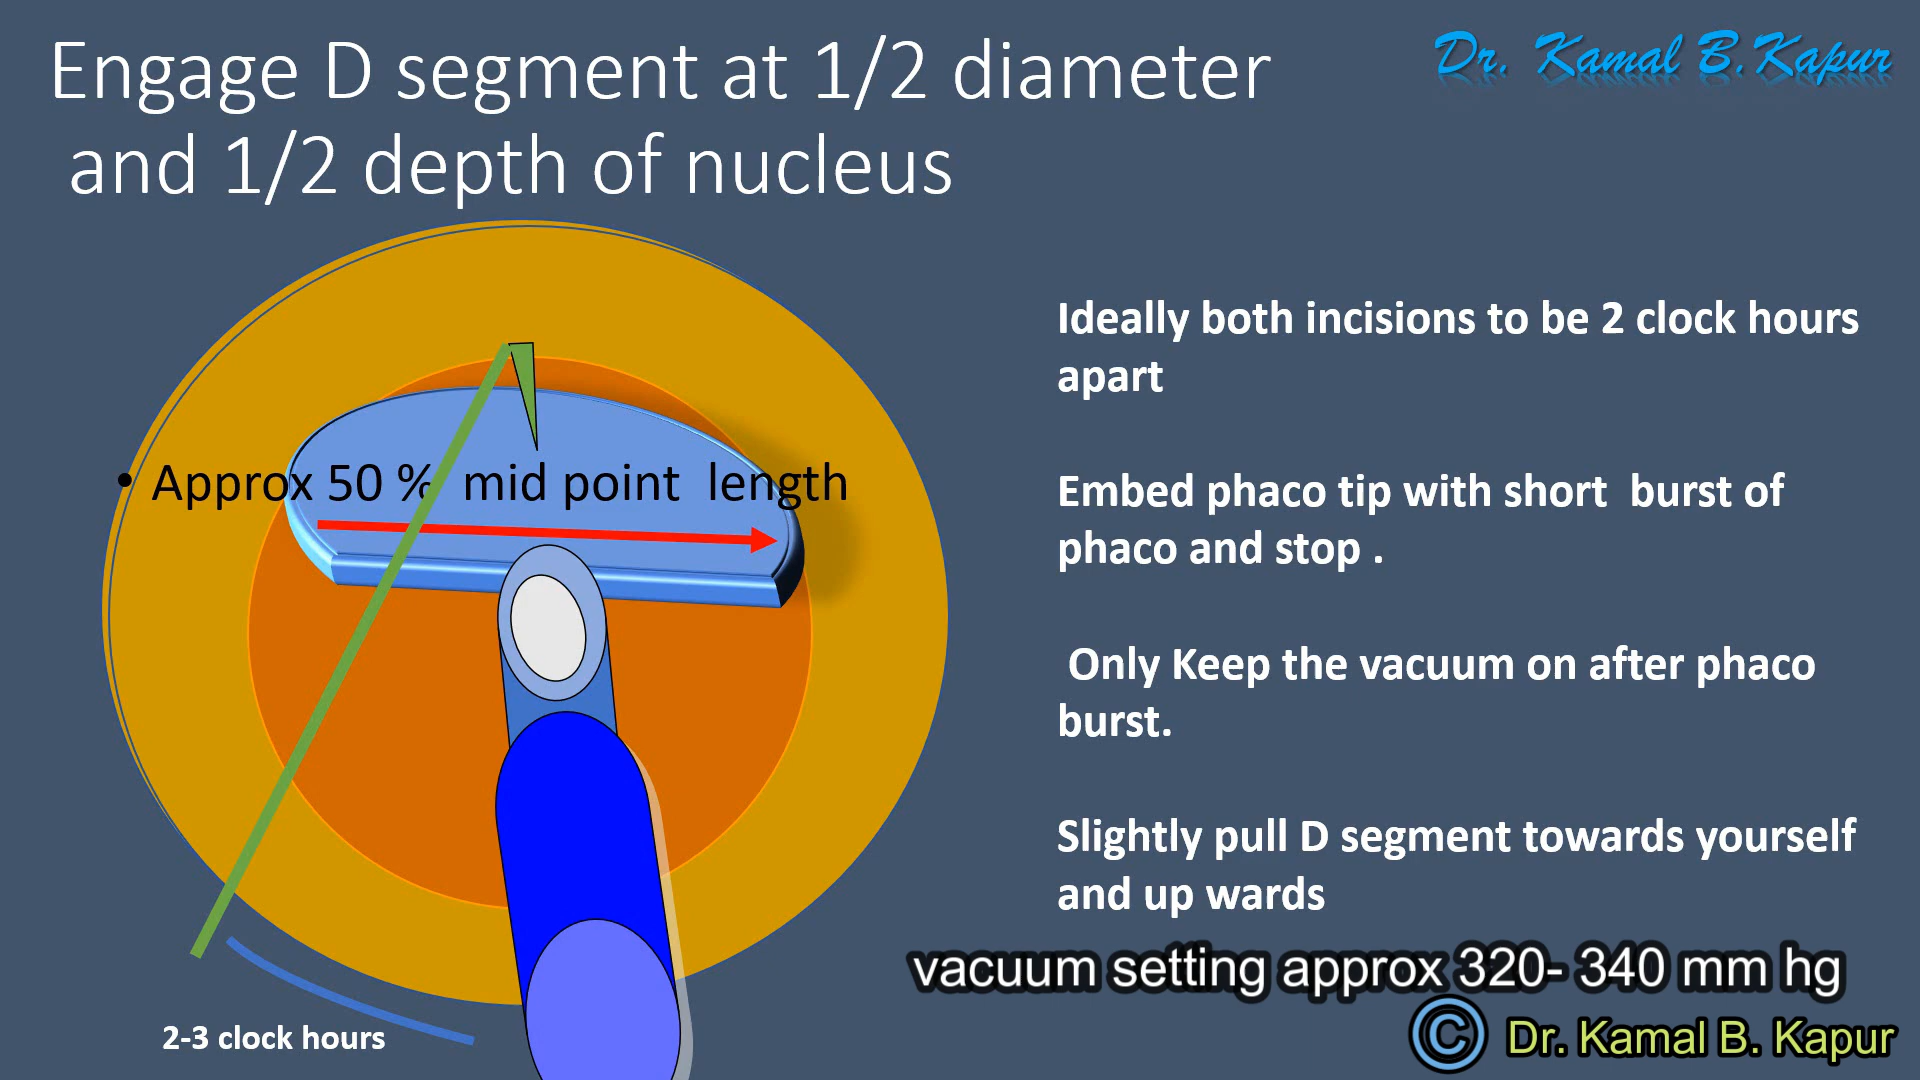 Engage D segment at 1/2 diameter
and 1/2 depth of nucleus
Dr. Kamal B.Kapur
• Approx 50 % mid point length
Ideally both incisions to be 2 clock hours
apart
Embed phaco tip with short burst of
phaco and stop .
Only Keep the vacuum on after phaco
burst.
Slightly pull D segment towards yourself
and up wards
vacuum setting approx 320- 340 mm hg
2-3 clock hours
© Dr. Kamal B. Kapur